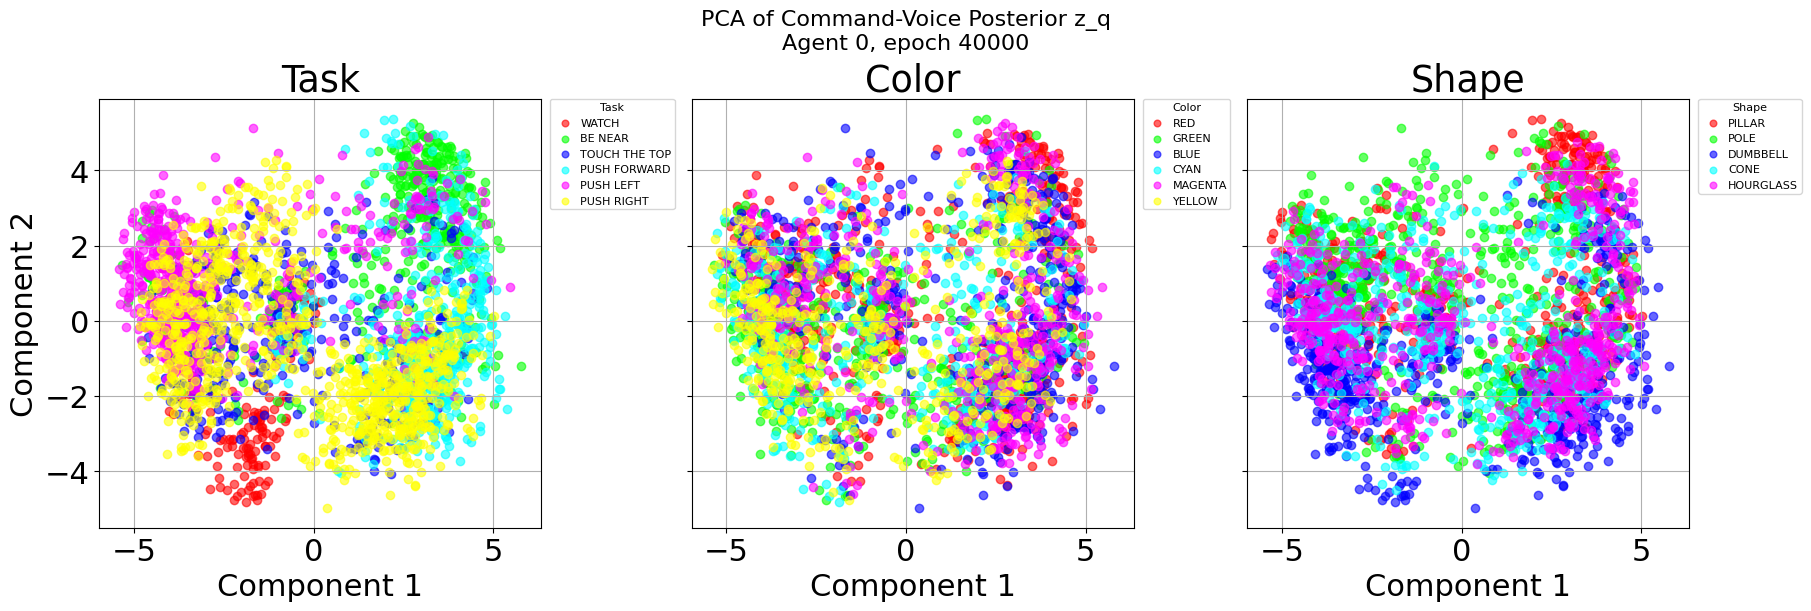 PCA of Command-Voice Posterior z_q
Agent 0, epoch 40000
Task
Component 2
4
2
0
−2
−4
−5
0
5
Component 1
Task
WATCH
BE NEAR
TOUCH THE TOP
PUSH FORWARD
PUSH LEFT
PUSH RIGHT
Color
−5
0
5
Component 1
Color
RED
GREEN
BLUE
CYAN
MAGENTA
YELLOW
Shape
−5
0
5
Component 1
Shape
PILLAR
POLE
DUMBBELL
CONE
HOURGLASS